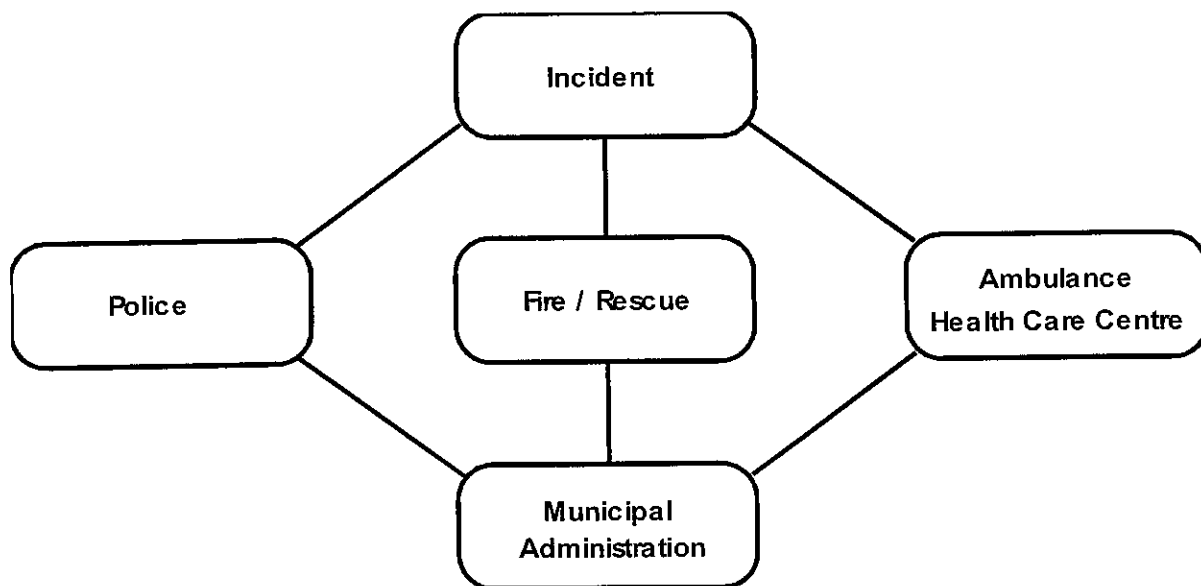 Incident
Police
Fire / Rescue
Ambulance
Health Care Centre
Municipal
Administration